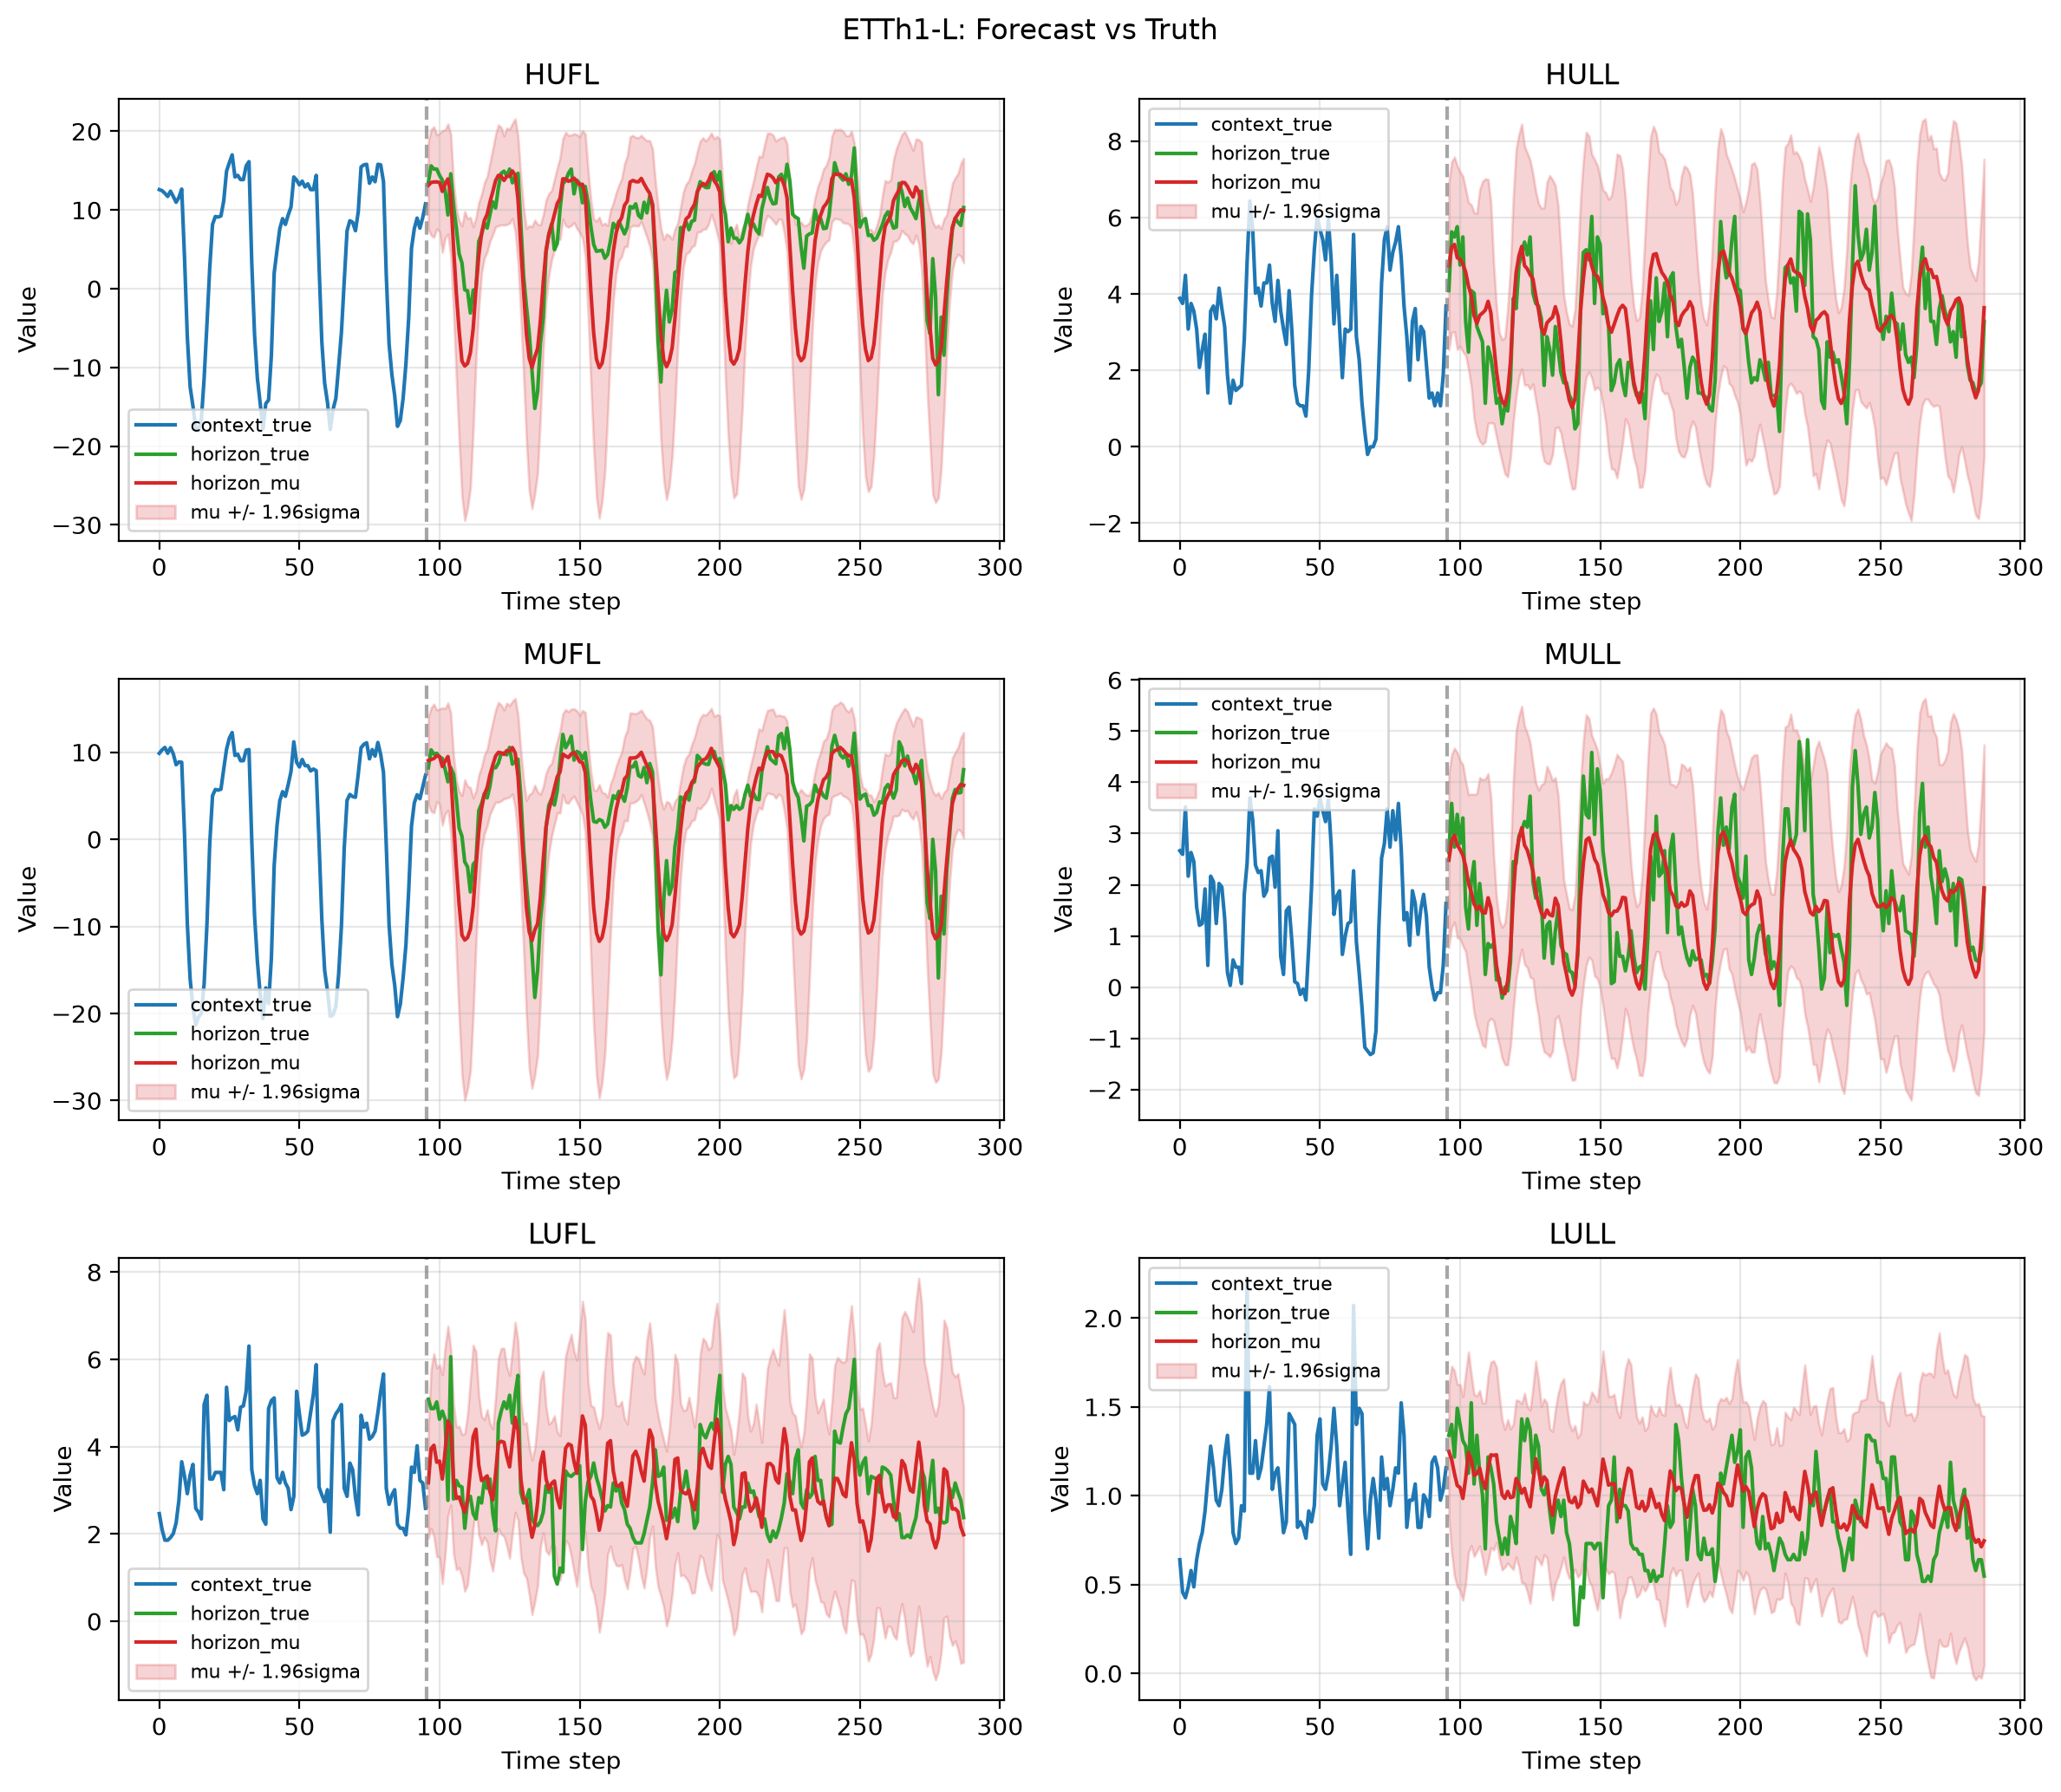 ETTh1-L: Forecast vs Truth
HUFL
Value
20
10
0
−10
−20
−30
context_true
horizon_true
horizon_mu
mu +/- 1.96sigma
0 50 100 150 200 250 300
Time step
HULL
Value
8
6
4
2
0
−2
context_true
horizon_true
horizon_mu
mu +/- 1.96sigma
0 50 100 150 200 250 300
Time step
MUFL
Value
10
0
−10
−20
−30
context_true
horizon_true
horizon_mu
mu +/- 1.96sigma
0 50 100 150 200 250 300
Time step
MULL
Value
6
5
4
3
2
1
0
−1
−2
context_true
horizon_true
horizon_mu
mu +/- 1.96sigma
0 50 100 150 200 250 300
Time step
LUFL
Value
8
6
4
2
0
context_true
horizon_true
horizon_mu
mu +/- 1.96sigma
0 50 100 150 200 250 300
Time step
LULL
Value
2.0
1.5
1.0
0.5
0.0
context_true
horizon_true
horizon_mu
mu +/- 1.96sigma
0 50 100 150 200 250 300
Time step